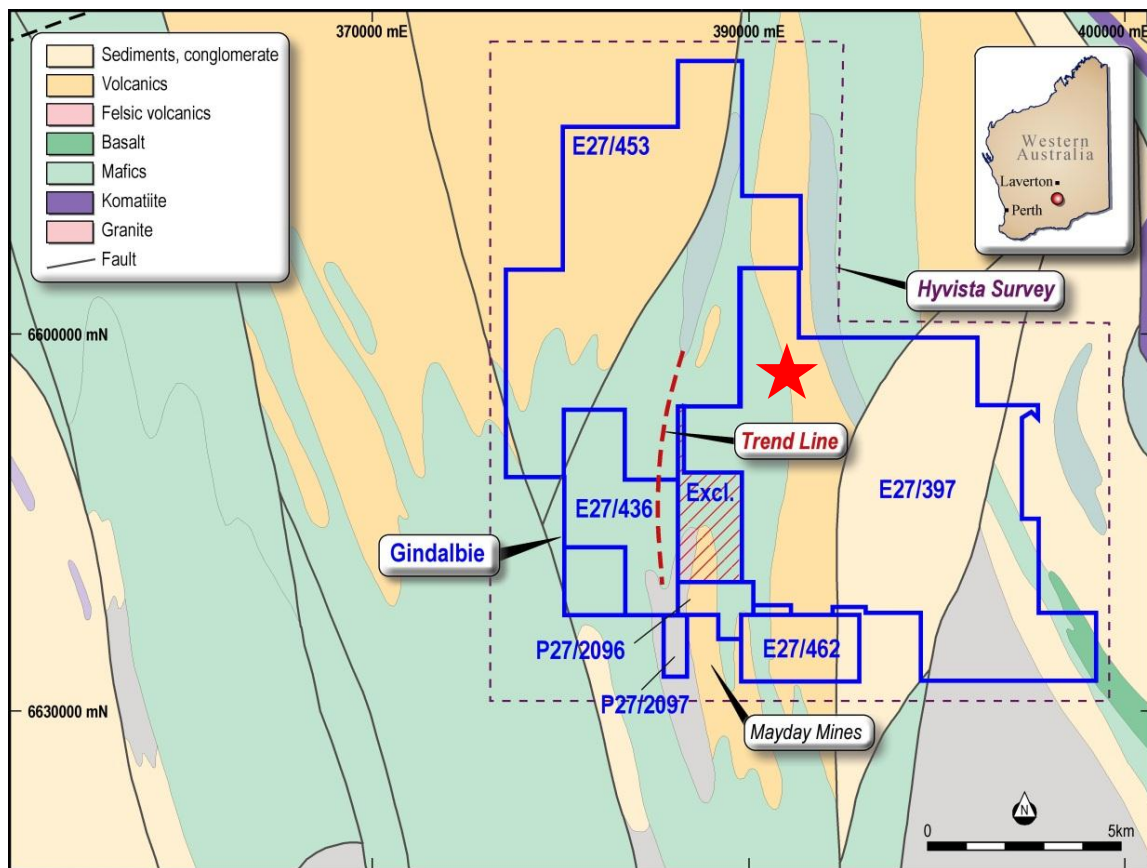 370000 mE
390000 mE
400000 mE
Sediments, conglomerate
Volcanics
Felsic volcanics
Basalt
Mafics
Komatiite
Granite
Fault
Western
Australia
Laverton
Perth
E27/453
Hyvista Survey
6600000 mN
Trend Line
Excl.
E27/397
E27/436
Gindalbie
P27/2096
E27/462
P27/2097
6630000 mN
Mayday Mines
N
0
5km